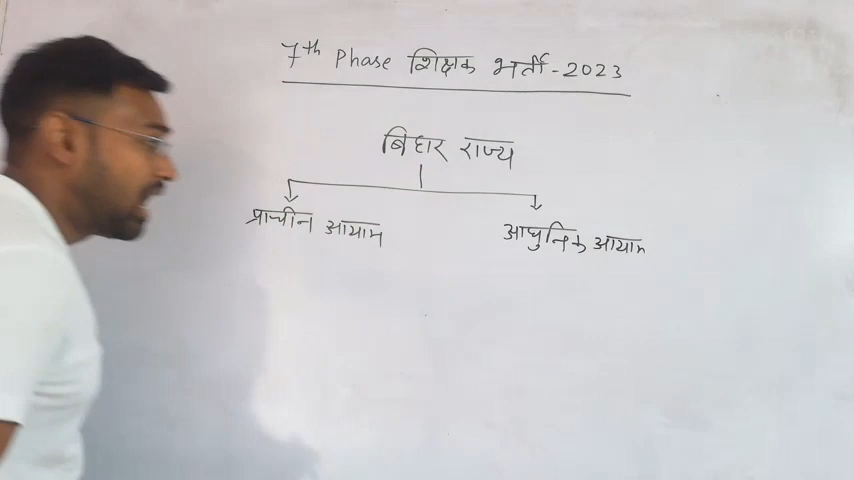 7th Phase शिक्षक भर्ती-2023
बिहार राज्य
प्राचीन आयाम
आधुनिक आयाम